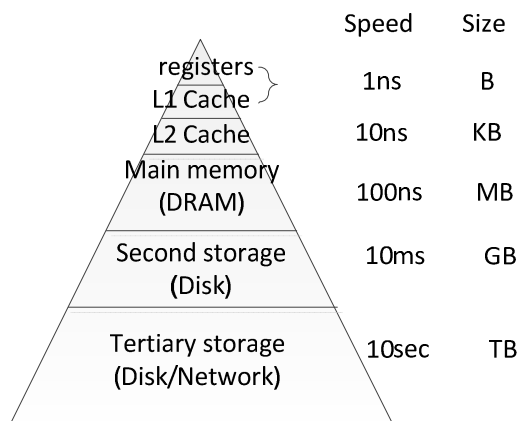 Speed Size
registers
L1 Cache
1ns B
L2 Cache 10ns KB
Main memory
(DRAM)
100ns MB
Second storage
(Disk)
10ms GB
Tertiary storage
(Disk/Network)
10sec TB